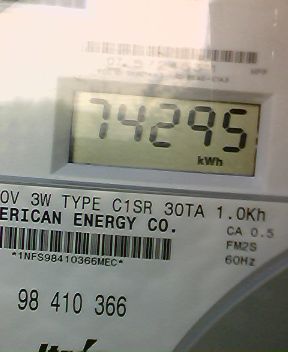 74295
kWh
0V 3W TYPE C1SR 30TA 1.0Kh
ERICAN ENERGY CO.
CA 0.5
FM2S
*1NFS98410366MEC*
60Hz
98 410 366